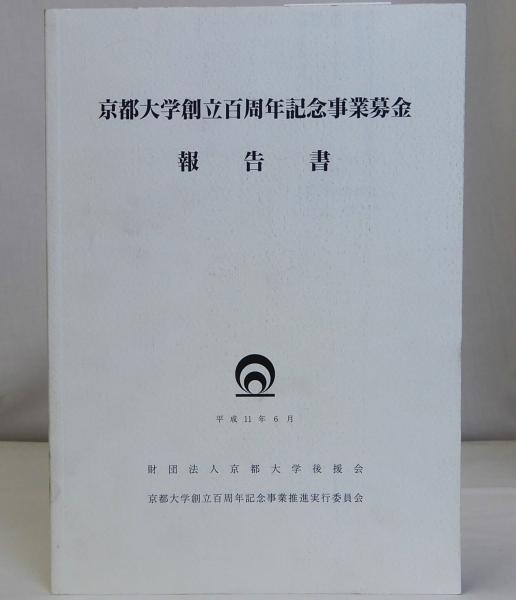 京都大学創立百周年記念事業募金
報告書
平成11年6月
財団法人京都大学後援会
京都大学創立百周年記念事業推進実行委員会